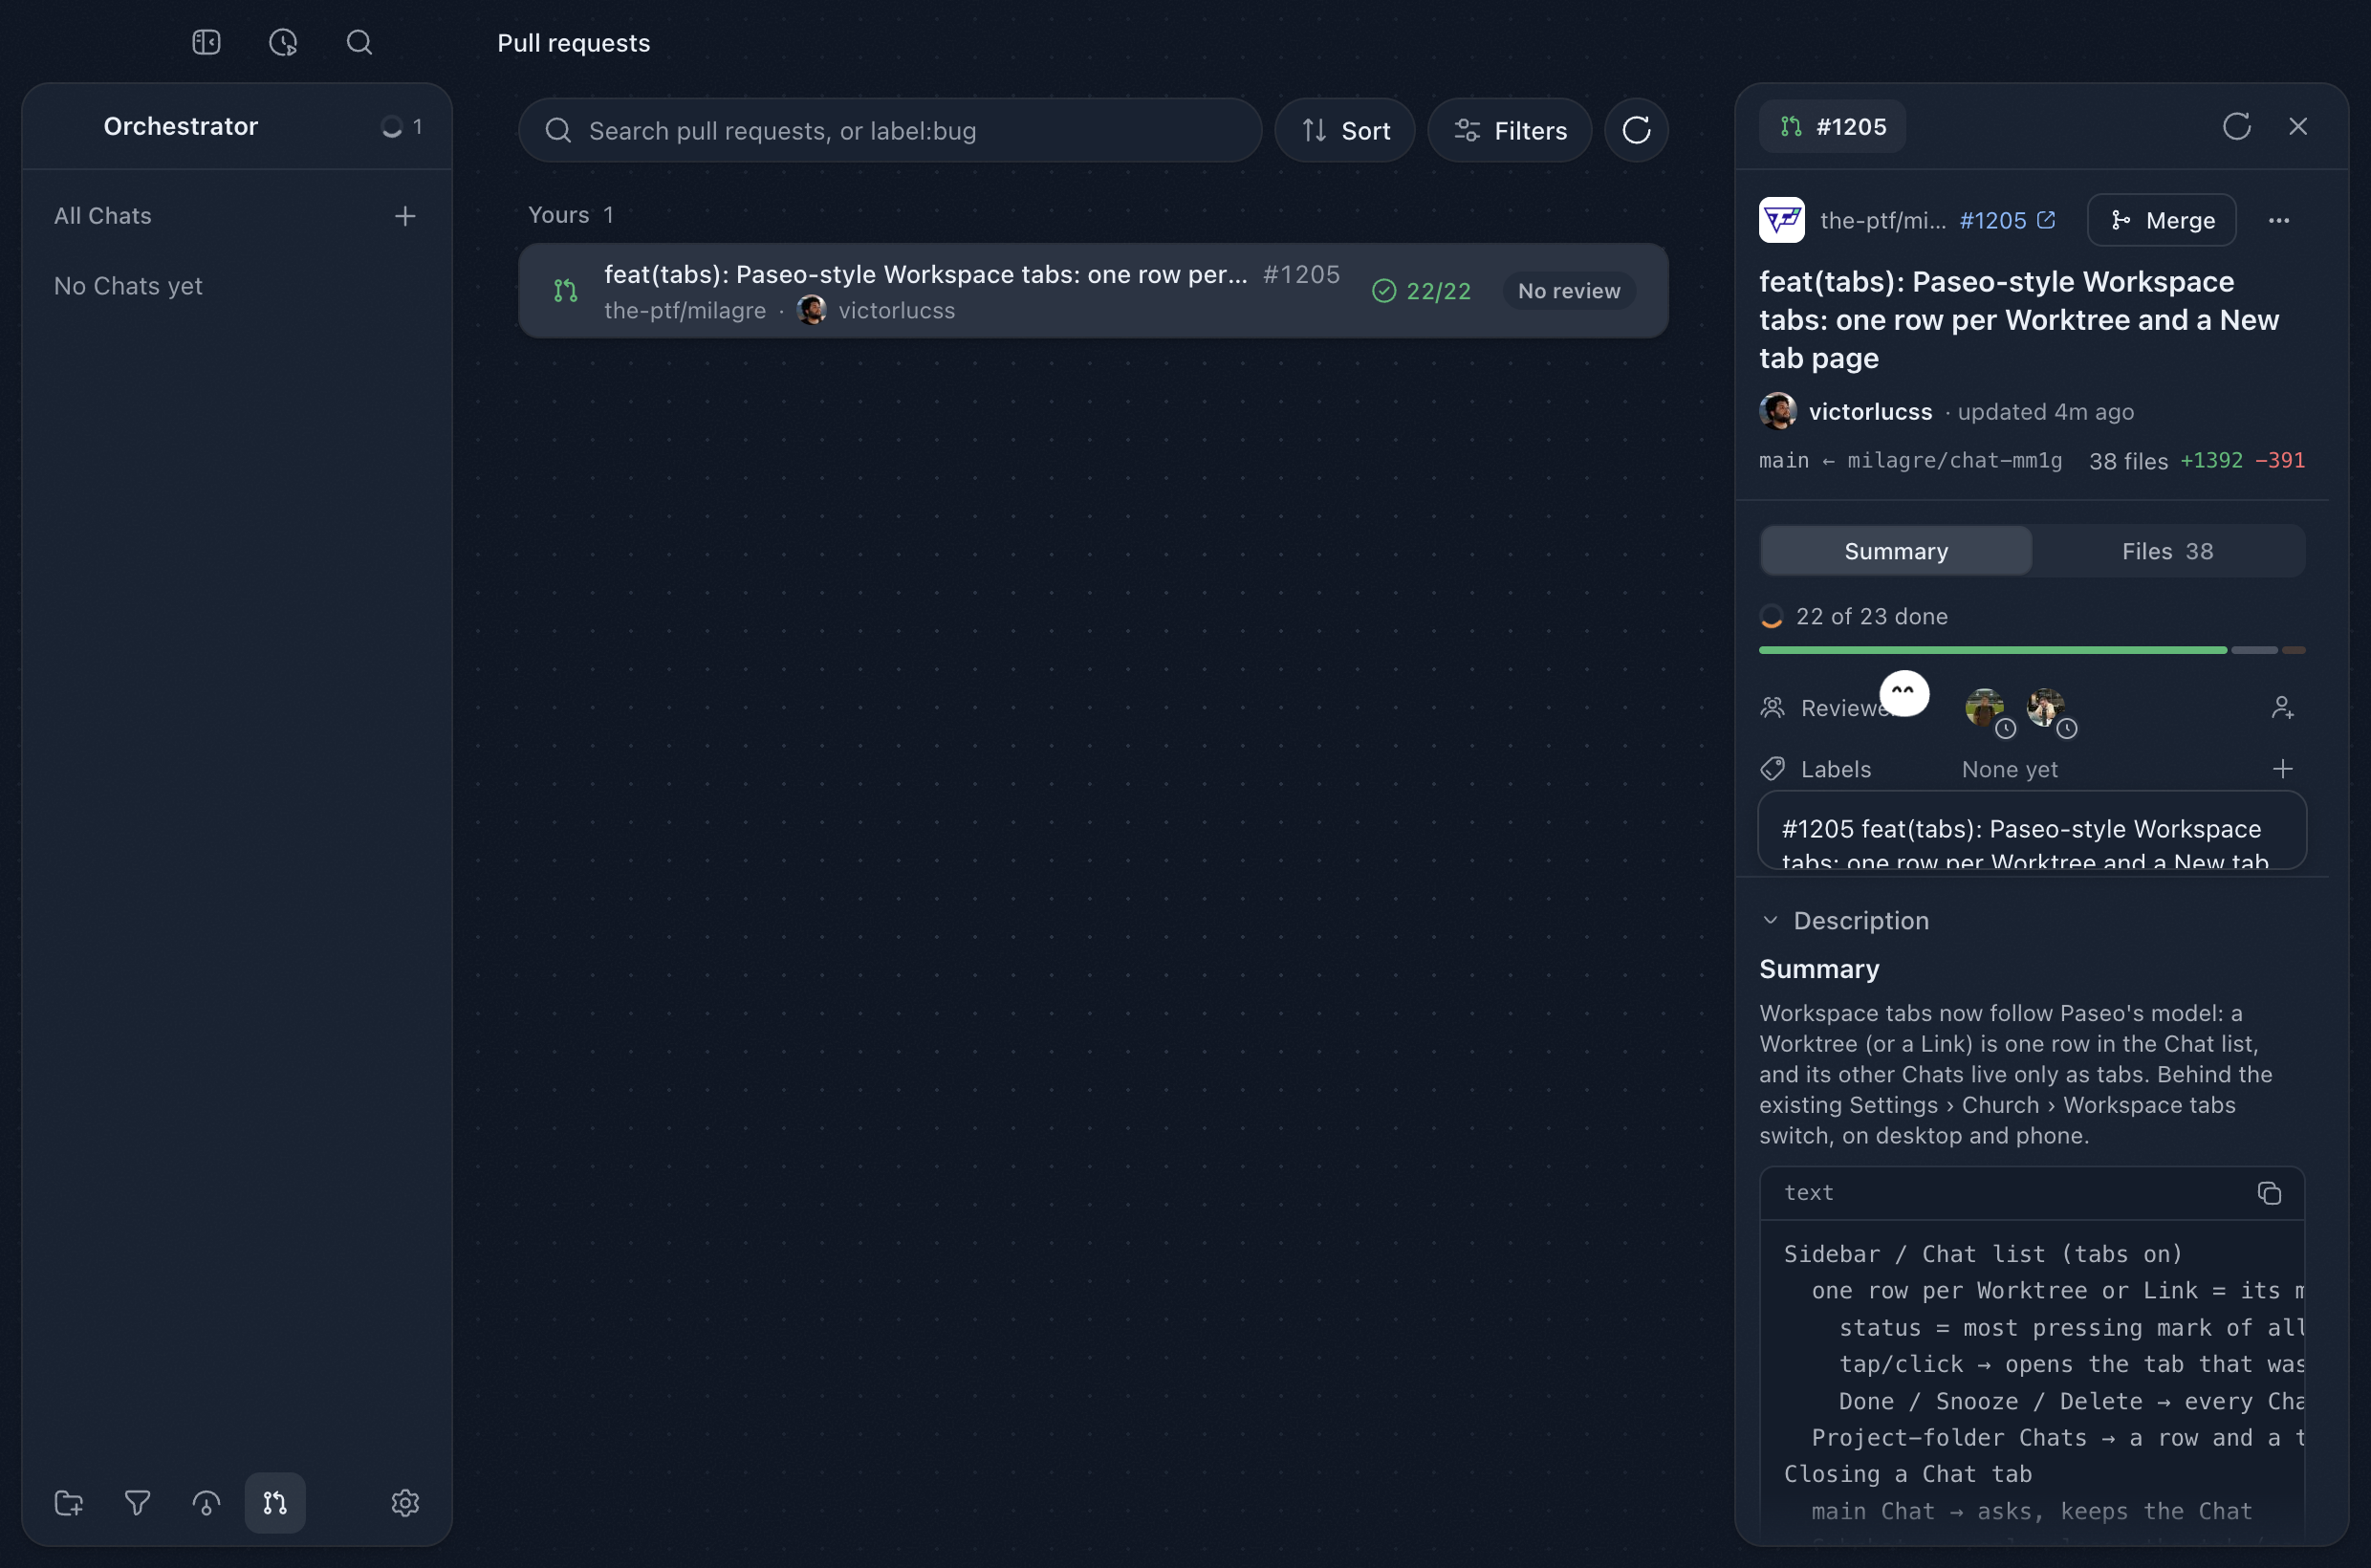 Pull requests
Orchestrator
1
All Chats
No Chats yet
Search pull requests, or label:bug
Sort
Filters
Yours 1
feat(tabs): Paseo-style Workspace tabs: one row per... #1205
the-ptf/milagre · victorlucss
22/22
No review
#1205
the-ptf/mi... #1205
Merge
feat(tabs): Paseo-style Workspace
tabs: one row per Worktree and a New
tab page
victorlucss · updated 4m ago
main ← milagre/chat-mm1g 38 files +1392 −391
Summary
Files 38
22 of 23 done
Labels None yet
#1205 feat(tabs): Paseo-style Workspace
tabs: one row per Worktree and a New tab
Description
Summary
Workspace tabs now follow Paseo's model: a
Worktree (or a Link) is one row in the Chat list,
and its other Chats live only as tabs. Behind the
existing Settings › Church › Workspace tabs
switch, on desktop and phone.
text
Sidebar / Chat list (tabs on)
one row per Worktree or Link = its
status = most pressing mark of all
tap/click → opens the tab that was
Done / Snooze / Delete → every
Project-folder Chats → a row and a
Closing a Chat tab
main Chat → asks, keeps the Chat